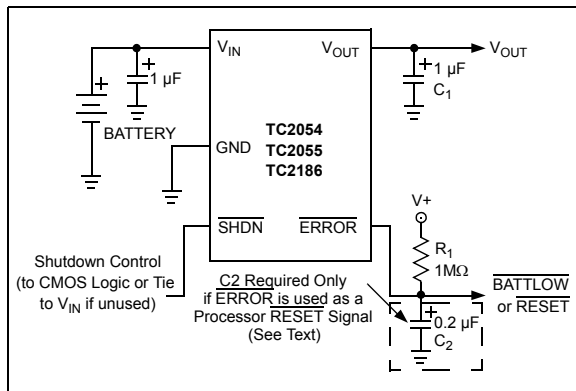 V_IN
V_OUT
V_OUT
+
1 µF
+
1 µF
C_1
+
BATTERY
GND
TC2054
TC2055
TC2186
SHDN
ERROR
V+
R_1
1MΩ
Shutdown Control
(to CMOS Logic or Tie
to V_IN if unused)
C2 Required Only
if ERROR is used as a
Processor RESET Signal
(See Text)
BATTLOW
or RESET
+
0.2 µF
C_2